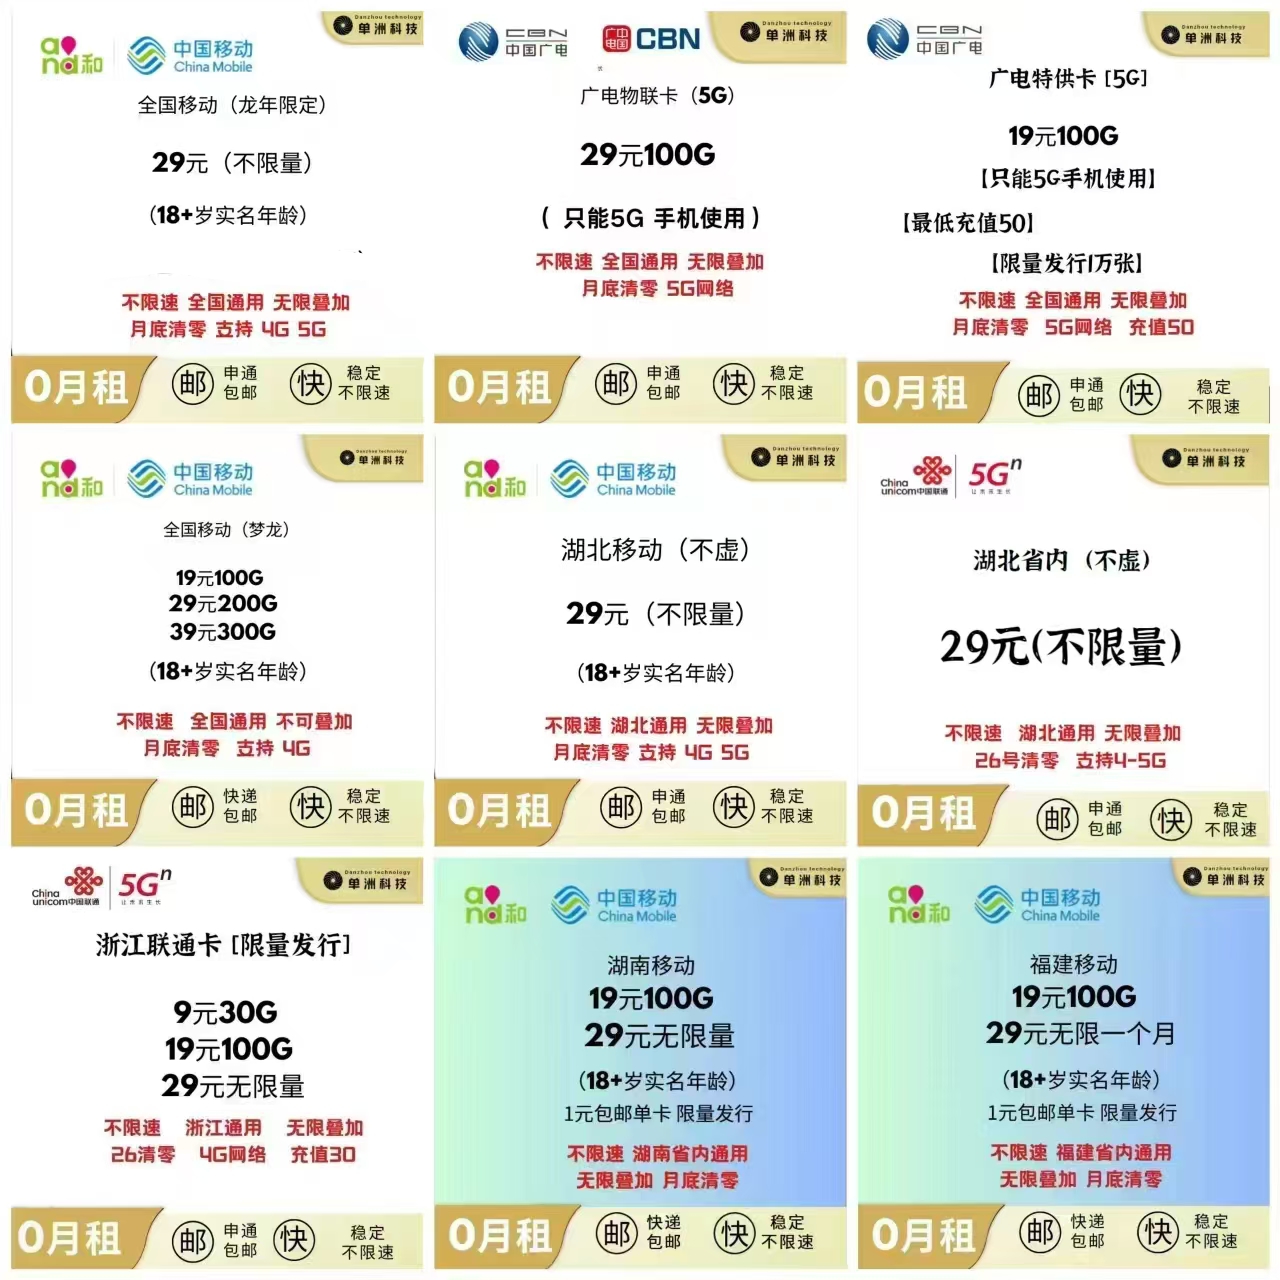 and和
中国移动
China Mobile
Danzhou technology
单洲科技
全国移动（龙年限定）
29元（不限量）
（18+岁实名年龄）
不限速 全国通用 无限叠加
月底清零 支持 4G 5G
0月租
邮
申通
包邮
快
稳定
不限速
CBN
中国广电
中国广电
CBN
Danzhou technology
单洲科技
广电物联卡（5G）
29元100G
（ 只能5G 手机使用 ）
不限速 全国通用 无限叠加
月底清零 5G网络
0月租
邮
申通
包邮
快
稳定
不限速
CBN
中国广电
Danzhou technology
单洲科技
广电特供卡 [5G]
19元100G
【只能5G手机使用】
【最低充值50】
【限量发行1万张】
不限速 全国通用 无限叠加
月底清零 5G网络 充值50
0月租
邮
申通
包邮
快
稳定
不限速
and和
中国移动
China Mobile
Danzhou technology
单洲科技
全国移动（梦龙）
19元100G
29元200G
39元300G
（18+岁实名年龄）
不限速 全国通用 不可叠加
月底清零 支持 4G
0月租
邮
快递
包邮
快
稳定
不限速
and和
中国移动
China Mobile
Danzhou technology
单洲科技
湖北移动（不虚）
29元（不限量）
（18+岁实名年龄）
不限速 湖北通用 无限叠加
月底清零 支持 4G 5G
0月租
邮
申通
包邮
快
稳定
不限速
China
unicom中国联通
5Gⁿ
让未来生长
Danzhou technology
单洲科技
湖北省内（不虚）
29元(不限量)
不限速 湖北通用 无限叠加
26号清零 支持4-5G
0月租
邮
申通
包邮
快
稳定
不限速
China
unicom中国联通
5Gⁿ
让未来生长
Danzhou technology
单洲科技
浙江联通卡 [限量发行]
9元30G
19元100G
29元无限量
不限速 浙江通用 无限叠加
26清零 4G网络 充值30
0月租
邮
申通
包邮
快
稳定
不限速
and和
中国移动
China Mobile
Danzhou technology
单洲科技
湖南移动
19元100G
29元无限量
（18+岁实名年龄）
1元包邮单卡 限量发行
不限速 湖南省内通用
无限叠加 月底清零
0月租
邮
快递
包邮
快
稳定
不限速
and和
中国移动
China Mobile
Danzhou technology
单洲科技
福建移动
19元100G
29元无限一个月
（18+岁实名年龄）
1元包邮单卡 限量发行
不限速 福建省内通用
无限叠加 月底清零
0月租
邮
快递
包邮
快
稳定
不限速